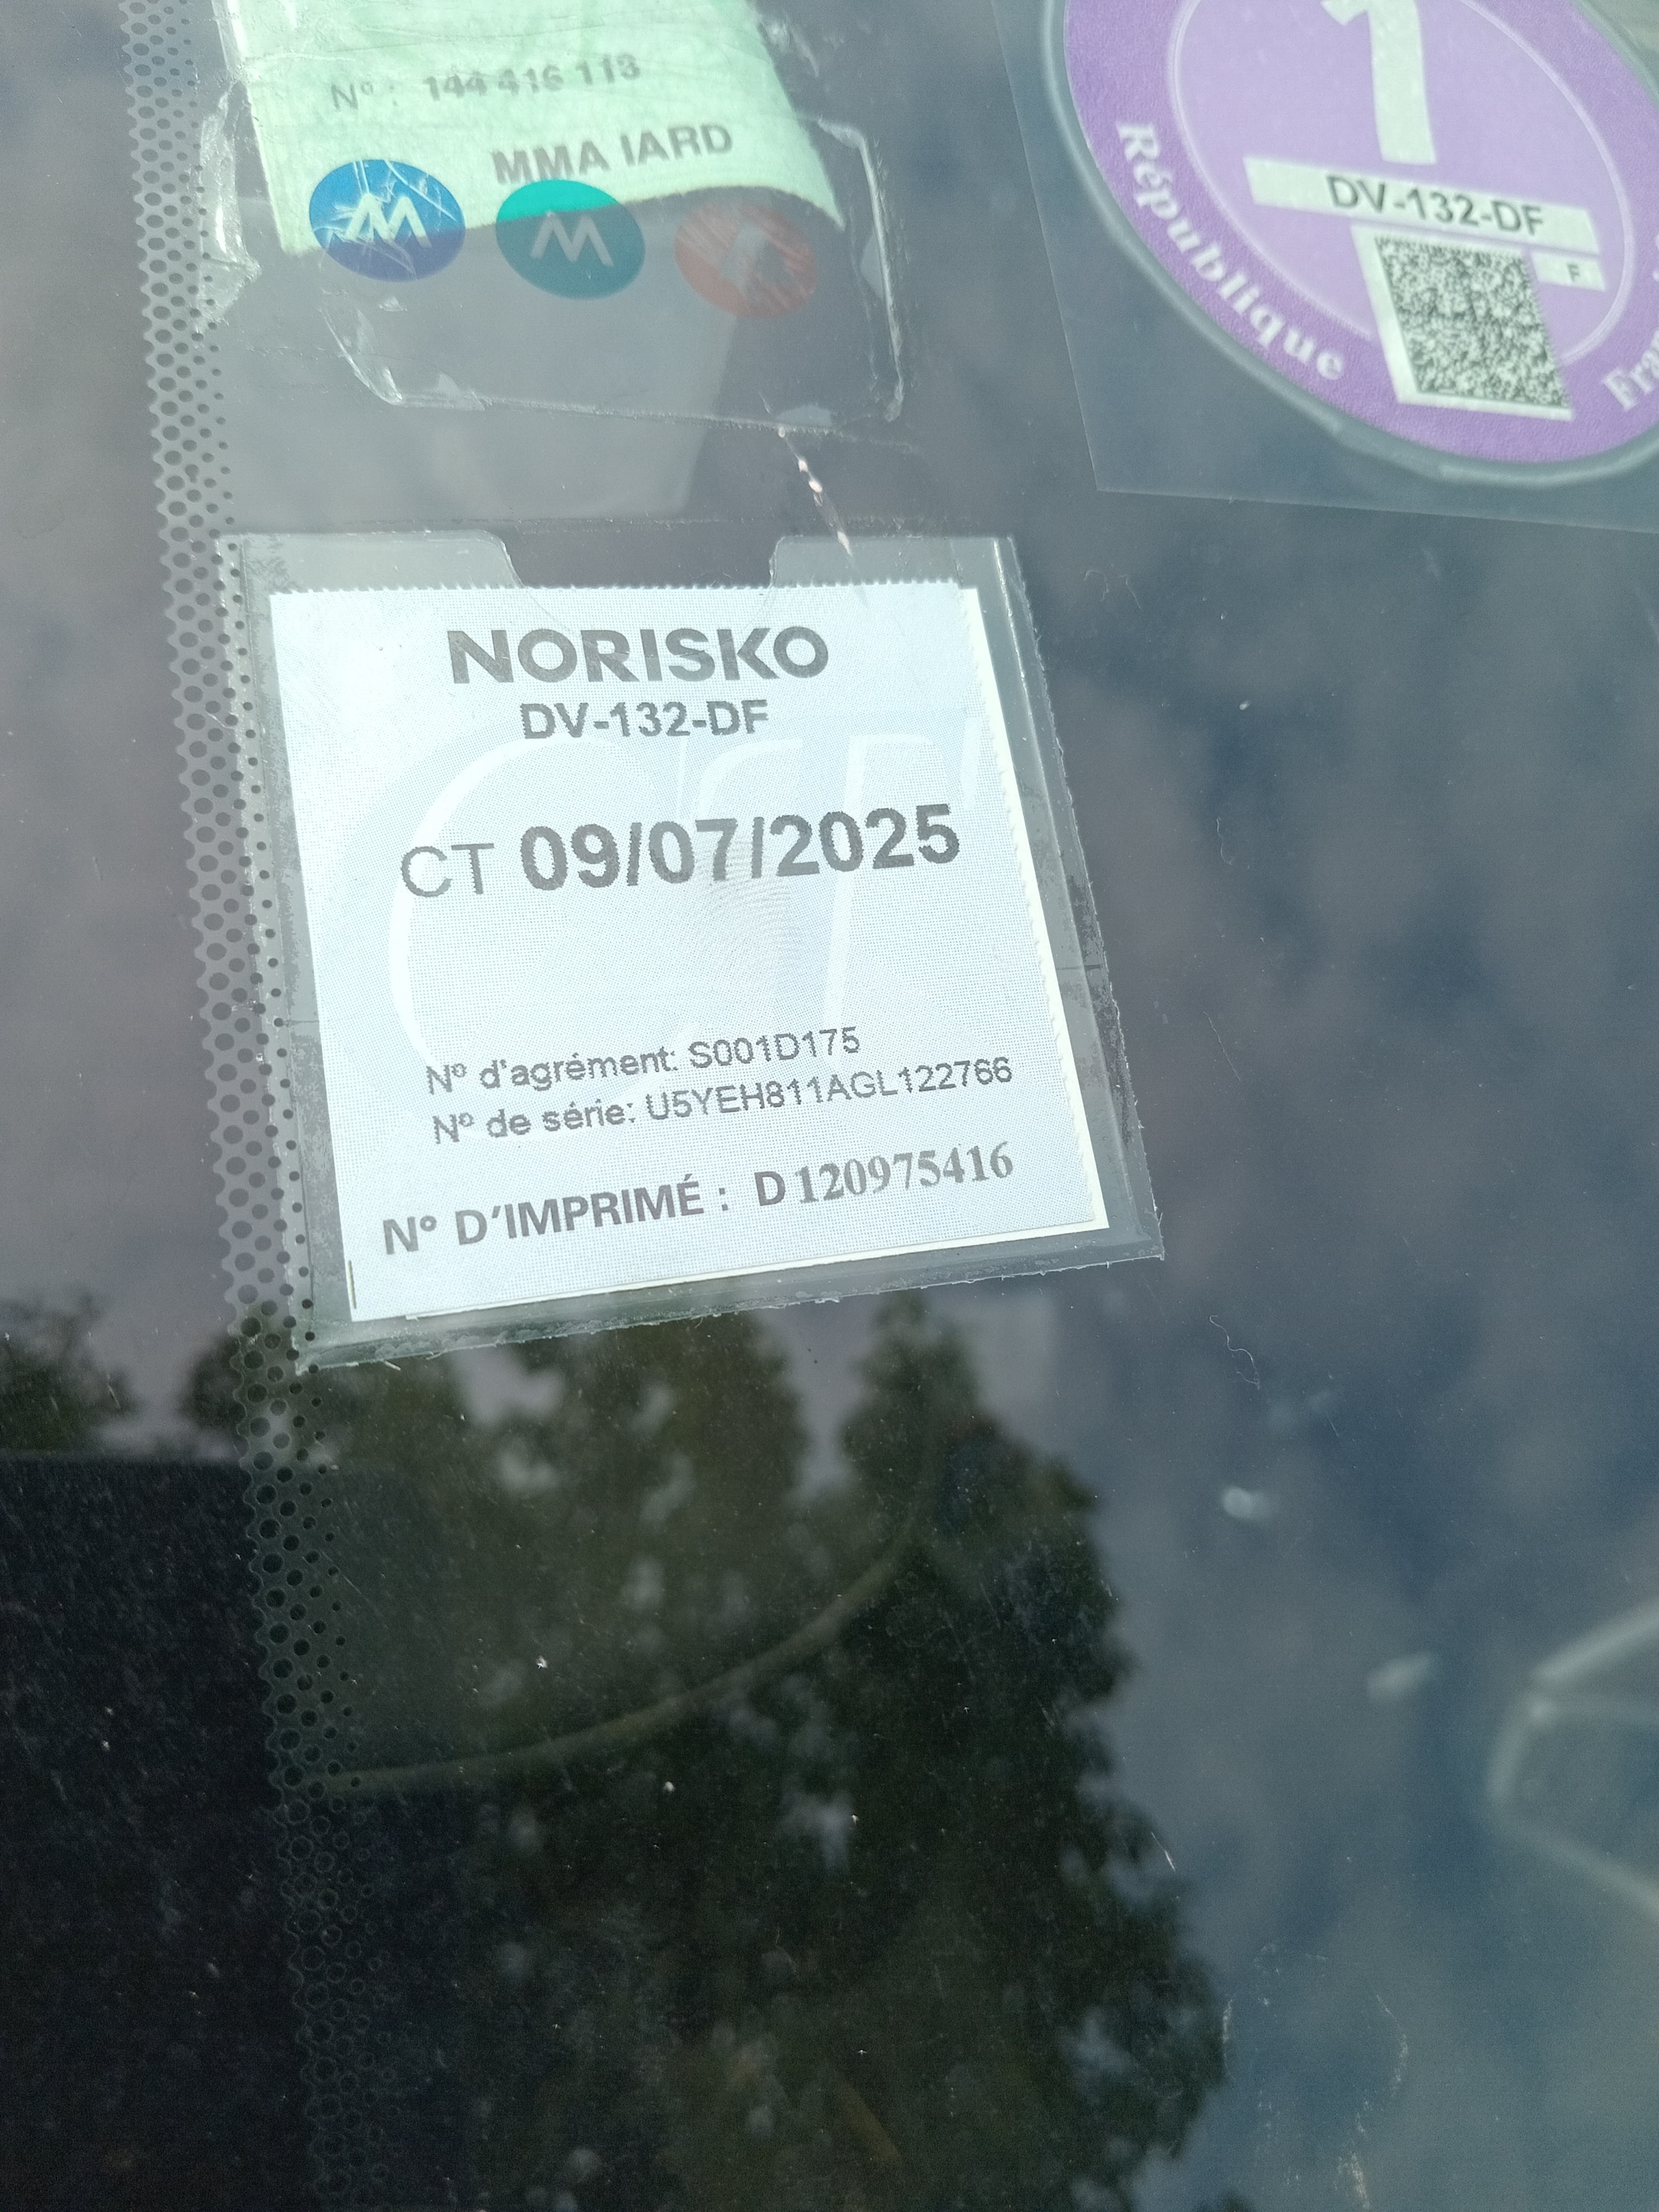 N° : 144 416 113
MMA IARD
1
DV-132-DF
F
République
NORISKO
DV-132-DF
CT 09/07/2025
N° d'agrément: S001D175
N° de série: U5YEH811AGL122766
N° D'IMPRIMÉ : D120975416